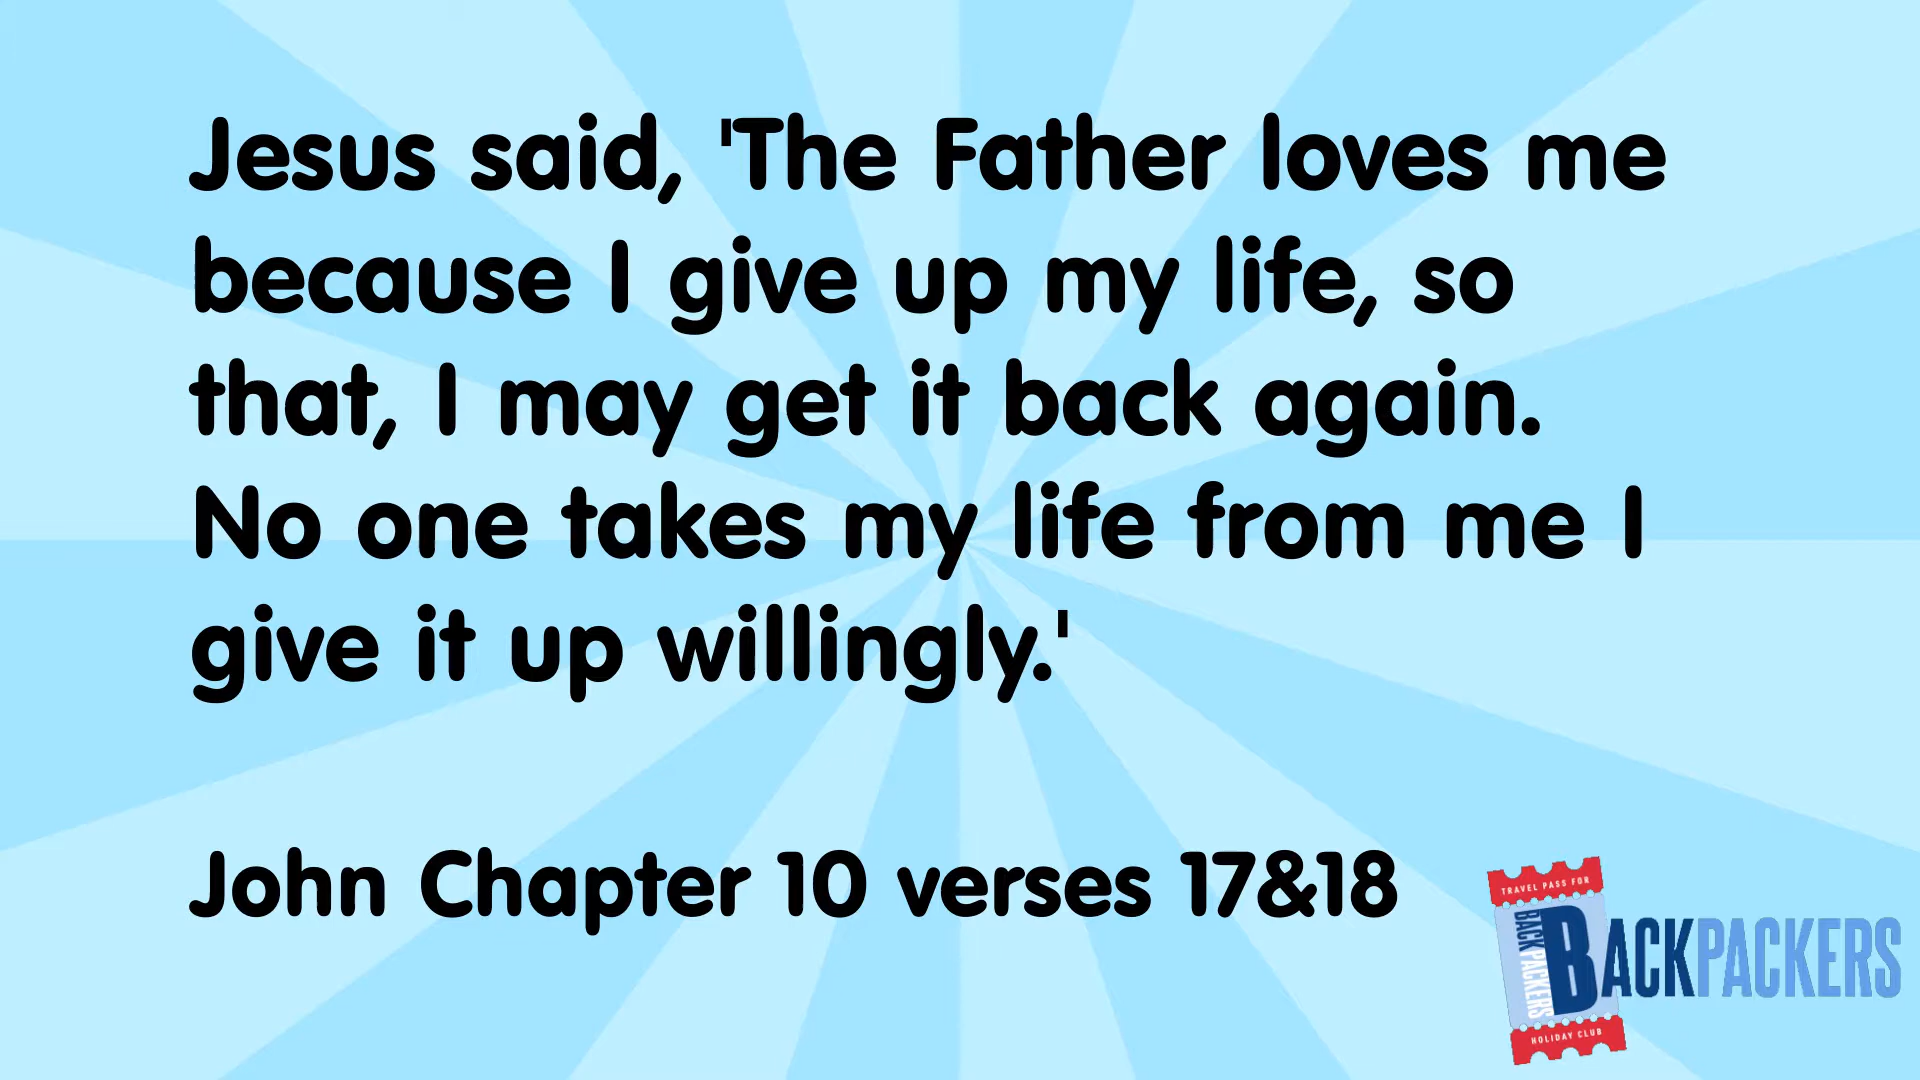 Jesus said, 'The Father loves me
because I give up my life, so
that, I may get it back again.
No one takes my life from me I
give it up willingly.'
John Chapter 10 verses 17&18
TRAVEL PASS FOR
BACK PACKERS
BACKPACKERS
HOLIDAY CLUB